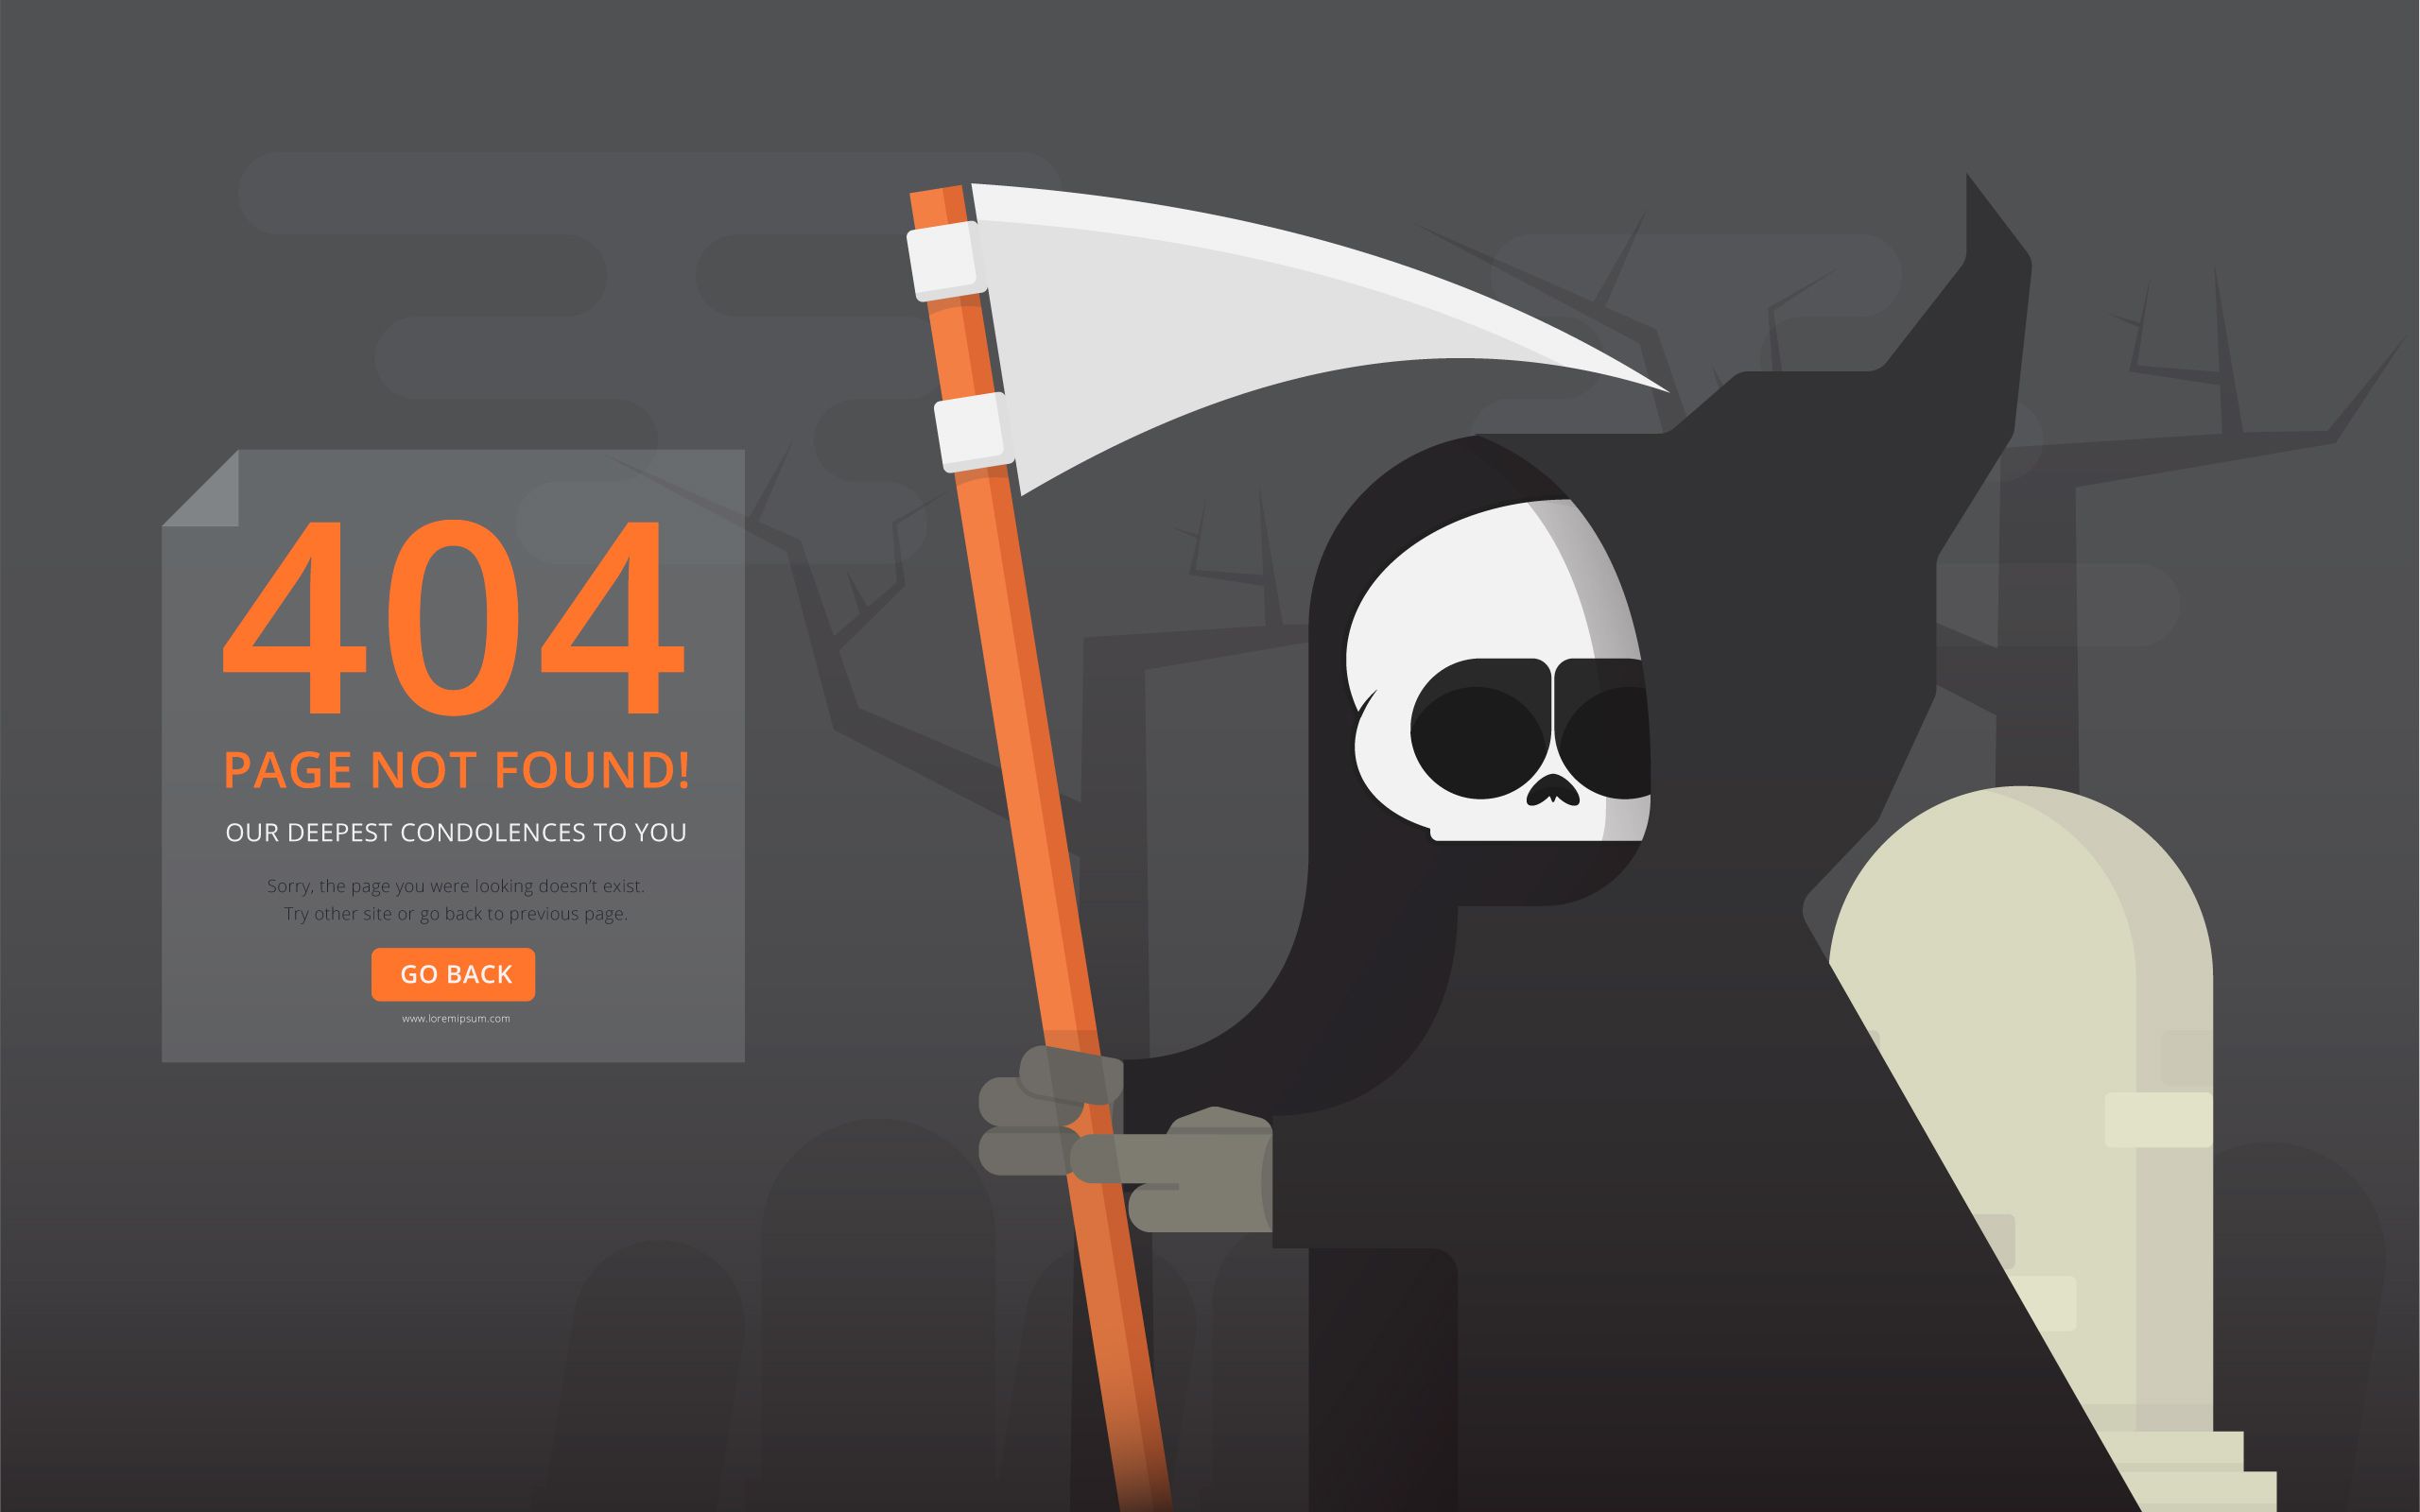 404
PAGE NOT FOUND!
OUR DEEPEST CONDOLENCES TO YOU
Sorry, the page you were looking doesn't exist.
Try other site or go back to previous page.
GO BACK
www.loremipsum.com